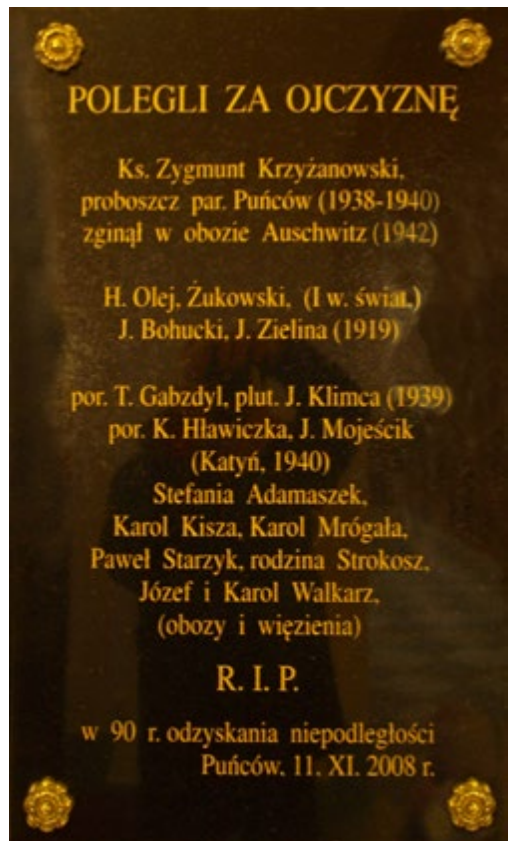 POLEGLI ZA OJCZYZNĘ
Ks. Zygmunt Krzyżanowski,
proboszcz par. Puńców (1938-1940)
zginął w obozie Auschwitz (1942)
H. Olej, Żukowski, (I w. świat.)
J. Bohucki, J. Zielina (1919)
por. T. Gabzdyl, plut. J. Klimca (1939)
por. K. Hławiczka, J. Mojeścik
(Katyń, 1940)
Stefania Adamaszek,
Karol Kisza, Karol Mrógała,
Paweł Starzyk, rodzina Strokosz,
Józef i Karol Walkarz,
(obozy i więzienia)
R. I. P.
w 90 r. odzyskania niepodległości
Puńców, 11. XI. 2008 r.